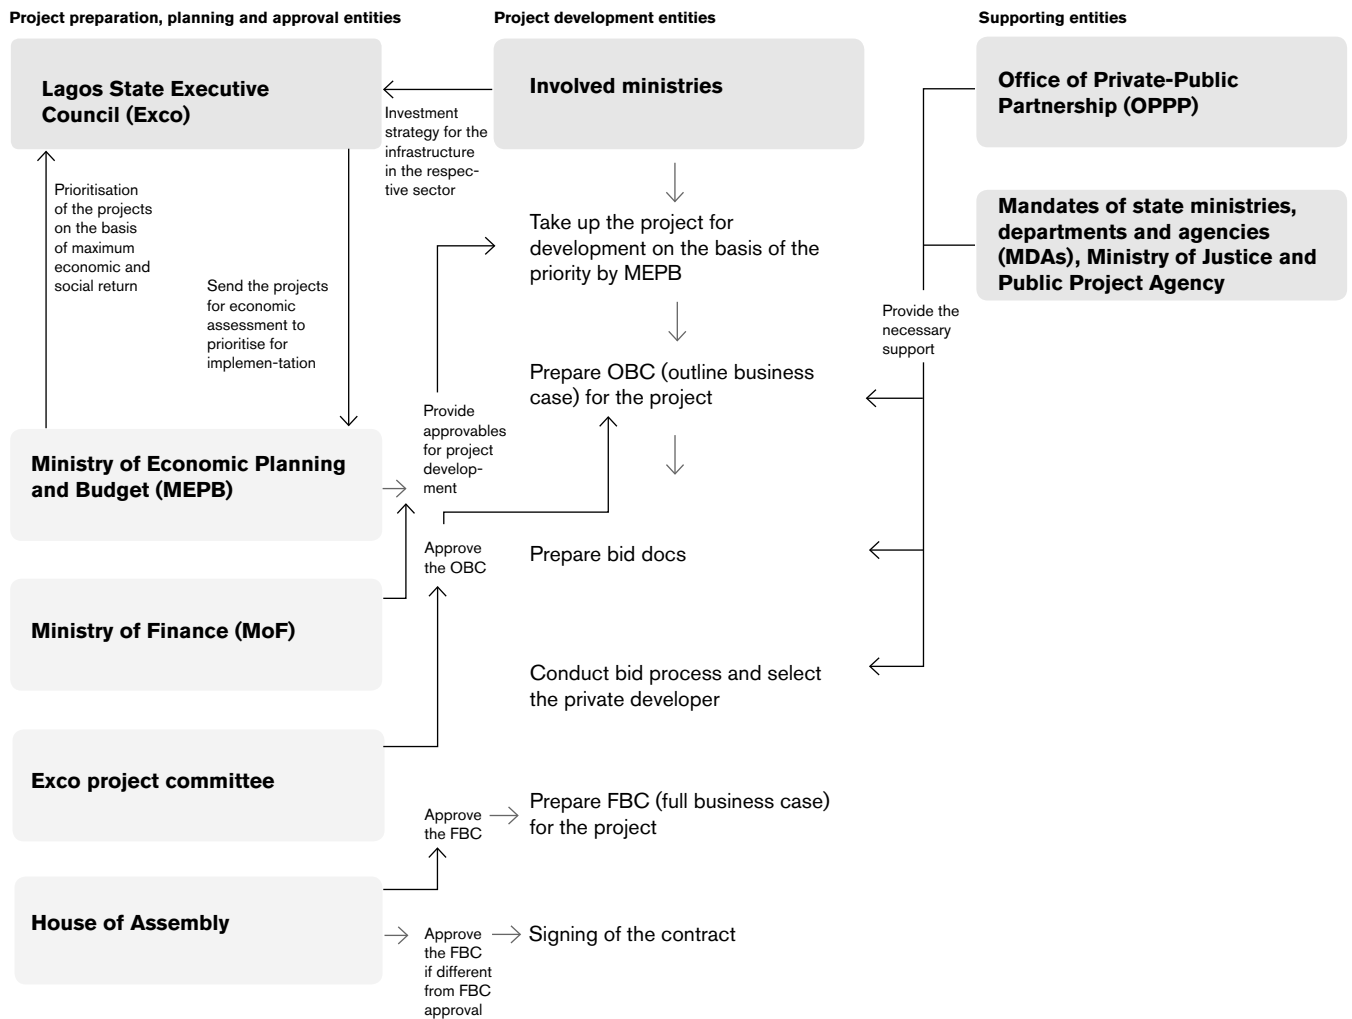 Project preparation, planning and approval entities
Project development entities
Supporting entities
Lagos State Executive
Council (Exco)
Involved ministries
Office of Private-Public
Partnership (OPPP)
Investment
strategy for the
infrastructure
in the respec-
tive sector
Prioritisation
of the projects
on the basis
of maximum
economic and
social return
Send the projects
for economic
assessment to
prioritise for
implemen-tation
Take up the project for
development on the basis of the
priority by MEPB
Mandates of state ministries,
departments and agencies
(MDAs), Ministry of Justice and
Public Project Agency
Provide the
necessary
support
Prepare OBC (outline business
case) for the project
Provide
approvables
for project
develop-
ment
Ministry of Economic Planning
and Budget (MEPB)
Approve
the OBC
Prepare bid docs
Ministry of Finance (MoF)
Conduct bid process and select
the private developer
Exco project committee
Approve
the FBC
Prepare FBC (full business case)
for the project
House of Assembly
Approve
the FBC
if different
from FBC
approval
Signing of the contract